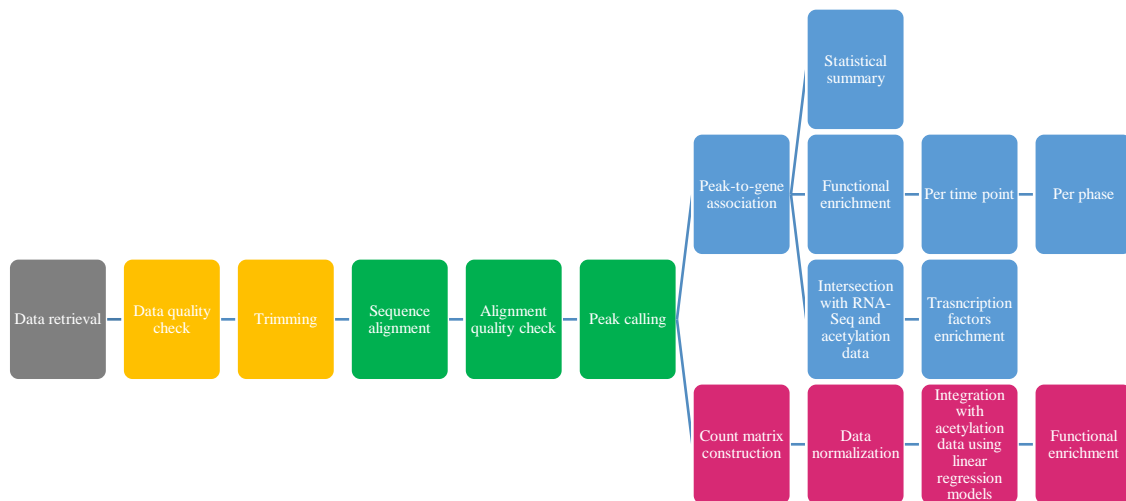 Statistical
summary
Peak-to-gene
association
Functional
enrichment
Per time point
Per phase
Data retrieval
Data quality
check
Trimming
Sequence
alignment
Alignment
quality check
Peak calling
Intersection
with RNA-
Seq and
acetylation
data
Trasncription
factors
enrichment
Count matrix
construction
Data
normalization
Integration
with
acetylation
data using
linear
regression
models
Functional
enrichment